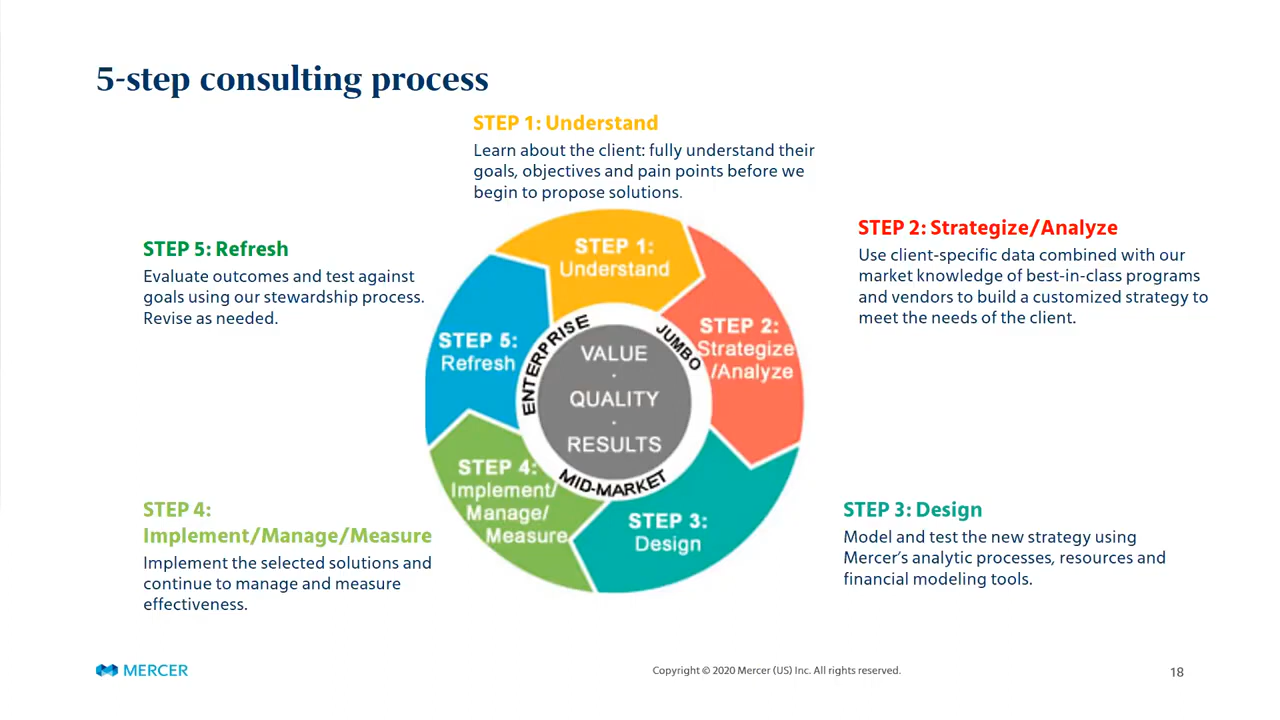 5-step consulting process
STEP 1: Understand
Learn about the client: fully understand their
goals, objectives and pain points before we
begin to propose solutions.
STEP 2: Strategize/Analyze
Use client-specific data combined with our
market knowledge of best-in-class programs
and vendors to build a customized strategy to
meet the needs of the client.
STEP 5: Refresh
Evaluate outcomes and test against
goals using our stewardship process.
Revise as needed.
STEP 1:
Understand
STEP 2:
Strategize
/Analyze
STEP 3:
Design
STEP 4:
Implement/
Manage/
Measure
STEP 5:
Refresh
ENTERPRISE
JUMBO
MID-MARKET
VALUE
·
QUALITY
·
RESULTS
STEP 4:
Implement/Manage/Measure
Implement the selected solutions and
continue to manage and measure
effectiveness.
STEP 3: Design
Model and test the new strategy using
Mercer’s analytic processes, resources and
financial modeling tools.
MERCER
Copyright © 2020 Mercer (US) Inc. All rights reserved.
18